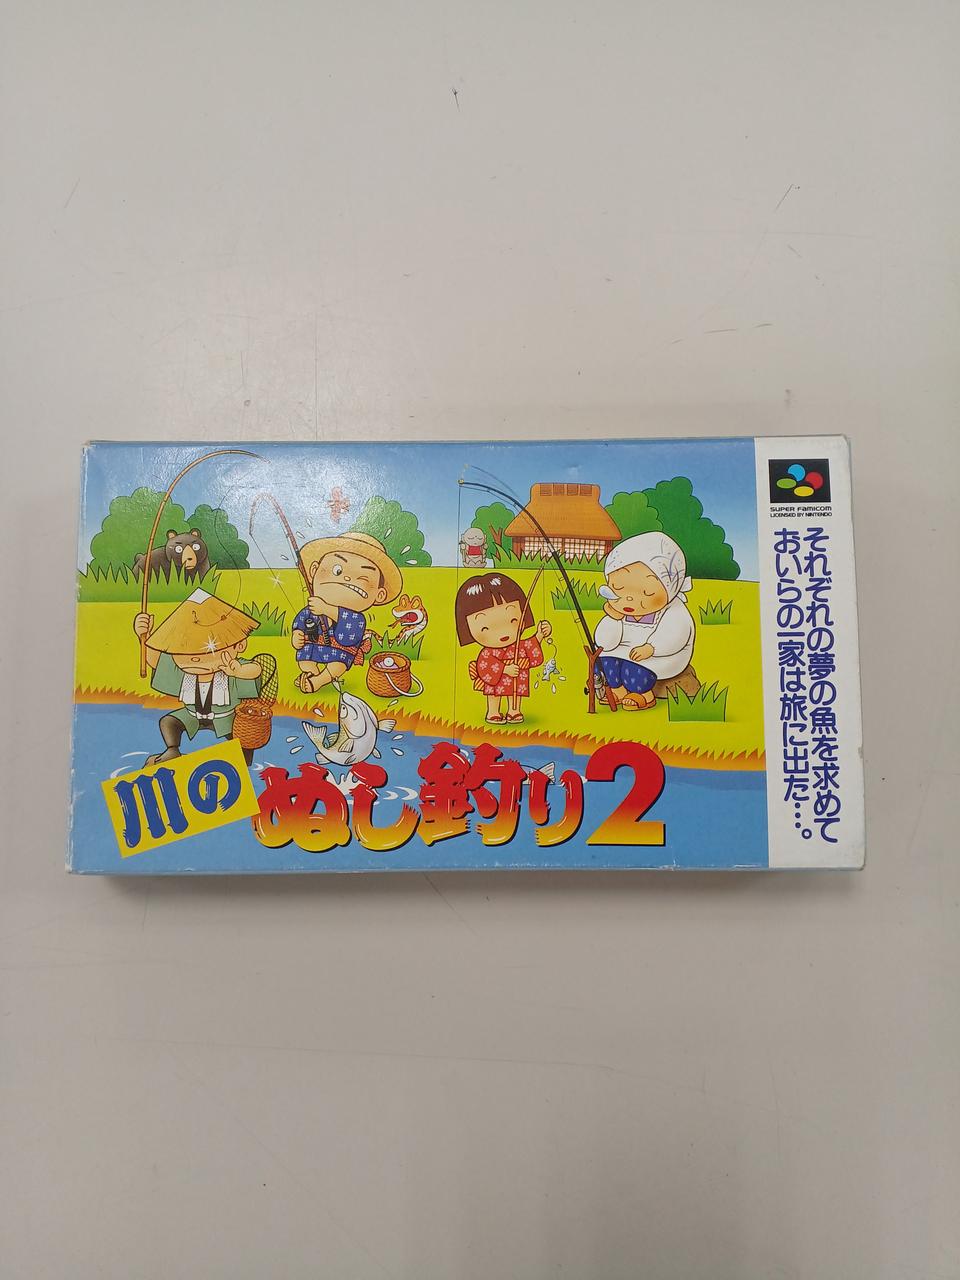 川の
ぬし釣り2
SUPER FAMICOM
LICENSED BY NINTENDO
それぞれの夢の魚を求めて
おいらの一家は旅に出た…。